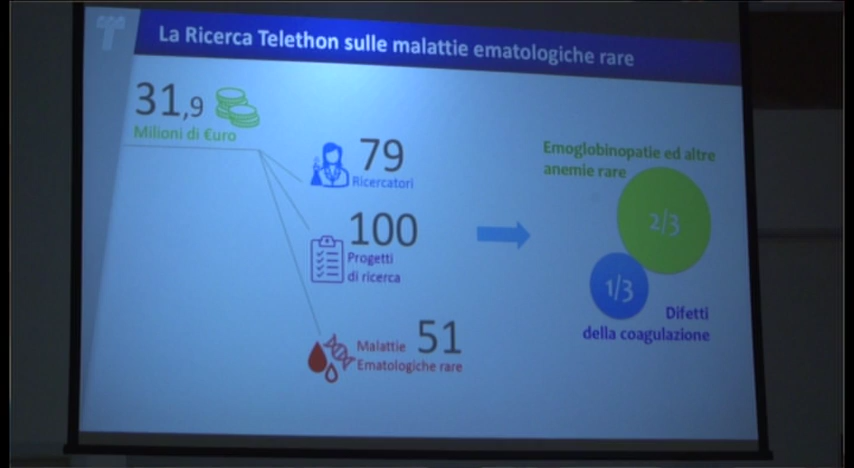 La Ricerca Telethon sulle malattie ematologiche rare
31,9
Milioni di €uro
79
Ricercatori
100
Progetti
di ricerca
Malattie 51
Ematologiche rare
Emoglobinopatie ed altre
anemie rare
2/3
1/3
Difetti
della coagulazione